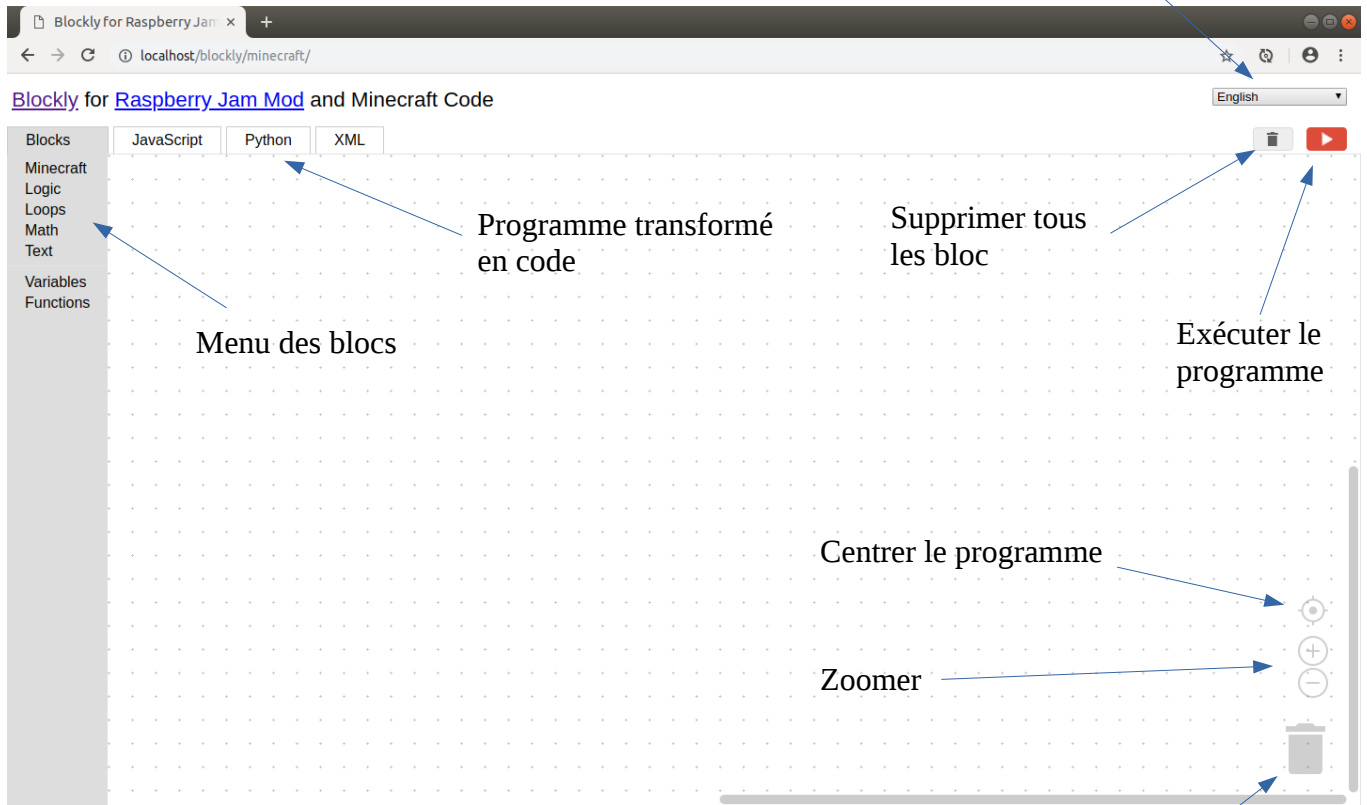 Blockly for Raspberry Jam
localhost/blockly/minecraft/
Blockly for Raspberry Jam Mod and Minecraft Code
English
Blocks
JavaScript
Python
XML
Minecraft
Logic
Loops
Math
Text
Variables
Functions
Programme transformé
en code
Supprimer tous
les bloc
Menu des blocs
Exécuter le
programme
Centrer le programme
Zoomer